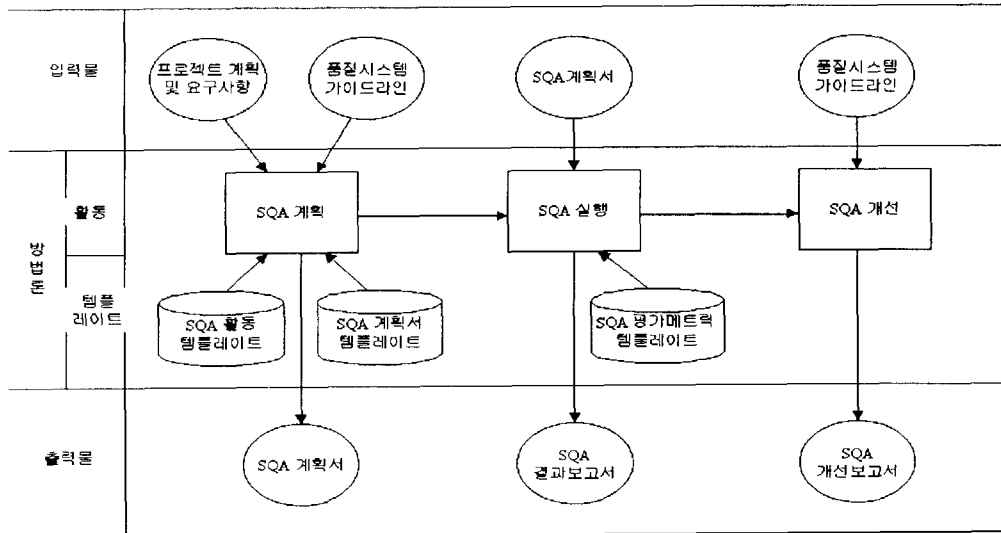 입력물
프로젝트 계획
및 요구사항
품질시스템
가이드라인
SQA계획서
품질시스템
가이드라인
방법론
활동
SQA 계획
SQA 실행
SQA 개선
템플
레이트
SQA 활동
템플레이트
SQA 계획서
템플레이트
SQA 평가메트릭
템플레이트
출력물
SQA 계획서
SQA
결과보고서
SQA
개선보고서